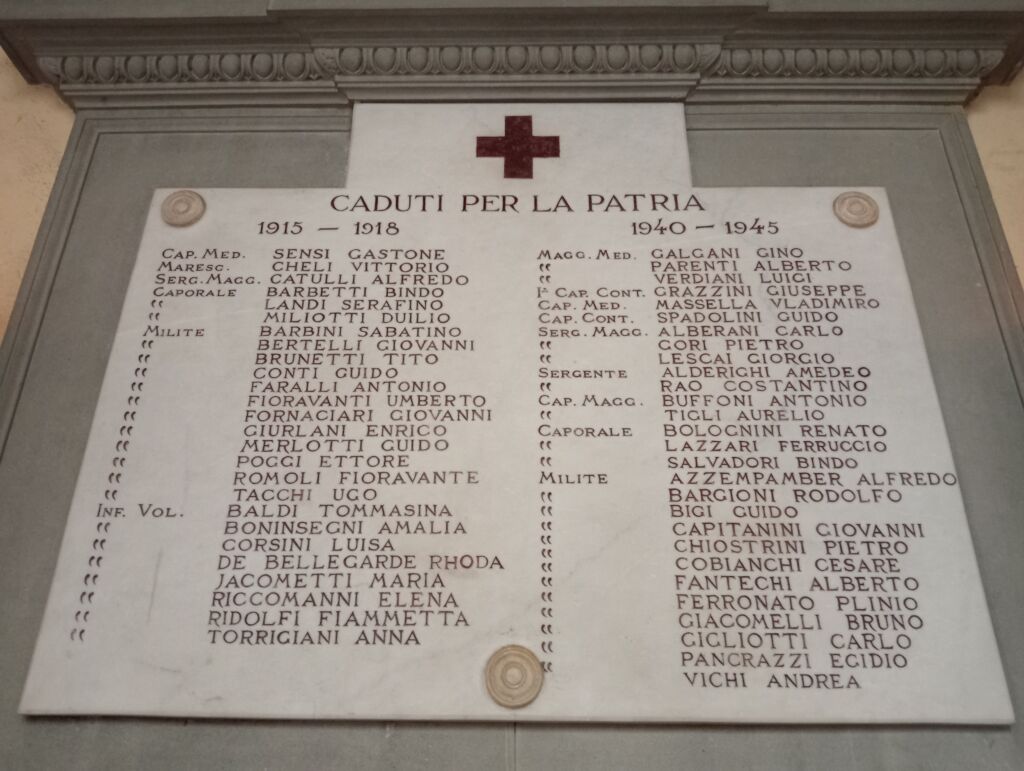 CADUTI PER LA PATRIA
1915 – 1918
CAP. MED. SENSI GASTONE
MARESC. CHELI VITTORIO
SERG. MAGG. CATULLI ALFREDO
CAPORALE BARBETTI BINDO
" LANDI SERAFINO
" MILIOTTI DUILIO
MILITE BARBINI SABATINO
" BERTELLI GIOVANNI
" BRUNETTI TITO
" CONTI GUIDO
" FARALLI ANTONIO
" FIORAVANTI UMBERTO
" FORNACIARI GIOVANNI
" GIURLANI ENRICO
" MERLOTTI GUIDO
" POGGI ETTORE
" ROMOLI FIORAVANTE
" TACCHI UGO
INF. VOL. BALDI TOMMASINA
" BONINSEGNI AMALIA
" CORSINI LUISA
" DE BELLEGARDE RHODA
" JACOMETTI MARIA
" RICCOMANNI ELENA
" RIDOLFI FIAMMETTA
" TORRIGIANI ANNA
1940 – 1945
MAGG. MED. GALGANI GINO
" PARENTI ALBERTO
" VERDIANI LUIGI
1° CAP. CONT. GRAZZINI GIUSEPPE
CAP. MED. MASSELLA VLADIMIRO
CAP. CONT. SPADOLINI GUIDO
SERG. MAGG. ALBERANI CARLO
" GORI PIETRO
" LESCAI GIORGIO
SERGENTE ALDERIGHI AMEDEO
" RAO COSTANTINO
CAP. MAGG. BUFFONI ANTONIO
" TIGLI AURELIO
CAPORALE BOLOGNINI RENATO
" LAZZARI FERRUCCIO
" SALVADORI BINDO
MILITE AZZEMPAMBER ALFREDO
" BARGIONI RODOLFO
" BIGI GUIDO
" CAPITANINI GIOVANNI
" CHIOSTRINI PIETRO
" COBIANCHI CESARE
" FANTECHI ALBERTO
" FERRONATO PLINIO
" GIACOMELLI BRUNO
" GIGLIOTTI CARLO
" PANCRAZZI EGIDIO
" VICHI ANDREA